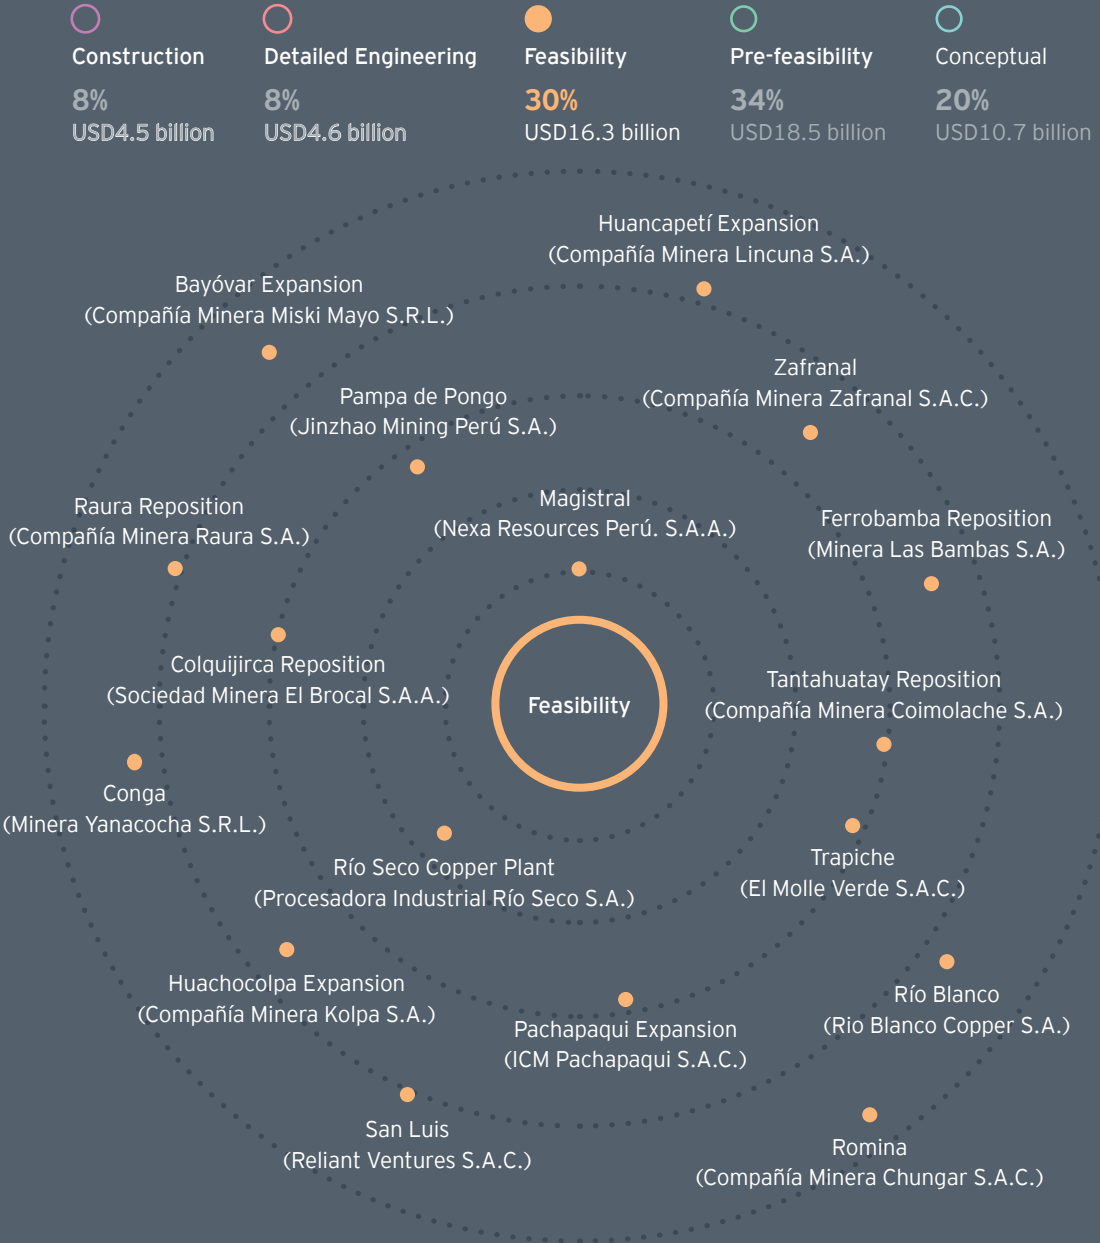 Construction
8%
USD4.5 billion
Detailed Engineering
8%
USD4.6 billion
Feasibility
30%
USD16.3 billion
Pre-feasibility
34%
USD18.5 billion
Conceptual
20%
USD10.7 billion
Huancapetí Expansion
(Compañía Minera Lincuna S.A.)
Bayóvar Expansion
(Compañía Minera Miski Mayo S.R.L.)
Zafranal
(Compañía Minera Zafranal S.A.C.)
Pampa de Pongo
(Jinzhao Mining Perú S.A.)
Raura Reposition
(Compañía Minera Raura S.A.)
Magistral
(Nexa Resources Perú. S.A.A.)
Ferrobamba Reposition
(Minera Las Bambas S.A.)
Colquijirca Reposition
(Sociedad Minera El Brocal S.A.A.)
Feasibility
Tantahuatay Reposition
(Compañía Minera Coimolache S.A.)
Conga
(Minera Yanacocha S.R.L.)
Río Seco Copper Plant
(Procesadora Industrial Río Seco S.A.)
Trapiche
(El Molle Verde S.A.C.)
Huachocolpa Expansion
(Compañía Minera Kolpa S.A.)
Pachapaqui Expansion
(ICM Pachapaqui S.A.C.)
Río Blanco
(Rio Blanco Copper S.A.)
San Luis
(Reliant Ventures S.A.C.)
Romina
(Compañía Minera Chungar S.A.C.)